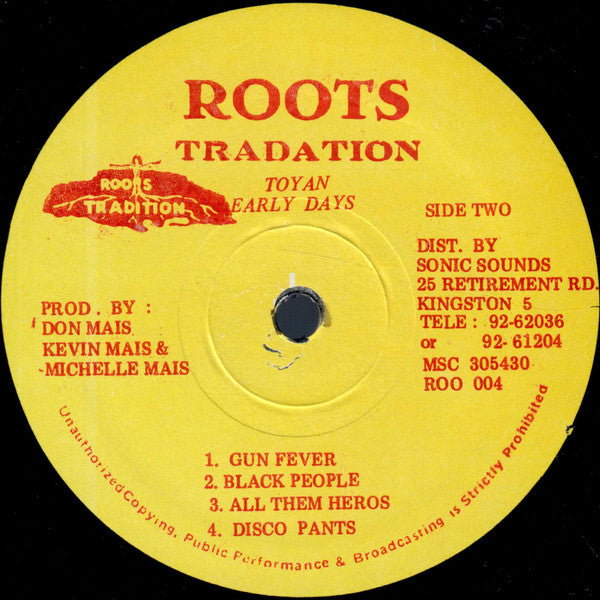 ROOTS
TRADATION
ROOTS
TRADITION
TOYAN
EARLY DAYS
SIDE TWO
PROD . BY :
DON MAIS
KEVIN MAIS &
MICHELLE MAIS
DIST. BY
SONIC SOUNDS
25 RETIREMENT RD.
KINGSTON 5
TELE : 92-62036
or 92-61204
MSC 305430
ROO 004
1. GUN FEVER
2. BLACK PEOPLE
3. ALL THEM HEROS
4. DISCO PANTS
Unauthorized Copying, Public Performance & Broadcasting is Strictly Prohibited